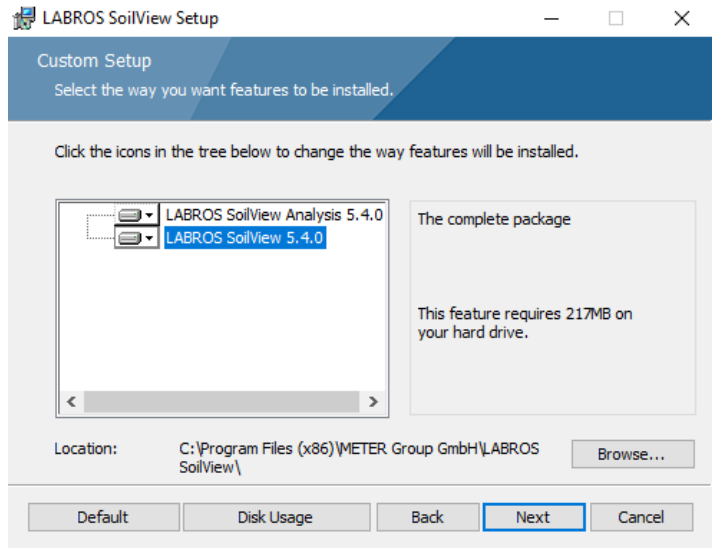 LABROS SoilView Setup
Custom Setup
Select the way you want features to be installed.
Click the icons in the tree below to change the way features will be installed.
LABROS SoilView Analysis 5.4.0
LABROS SoilView 5.4.0
The complete package
This feature requires 217MB on
your hard drive.
Location:
C:\Program Files (x86)\METER Group GmbH\LABROS
SoilView\
Browse...
Default
Disk Usage
Back
Next
Cancel